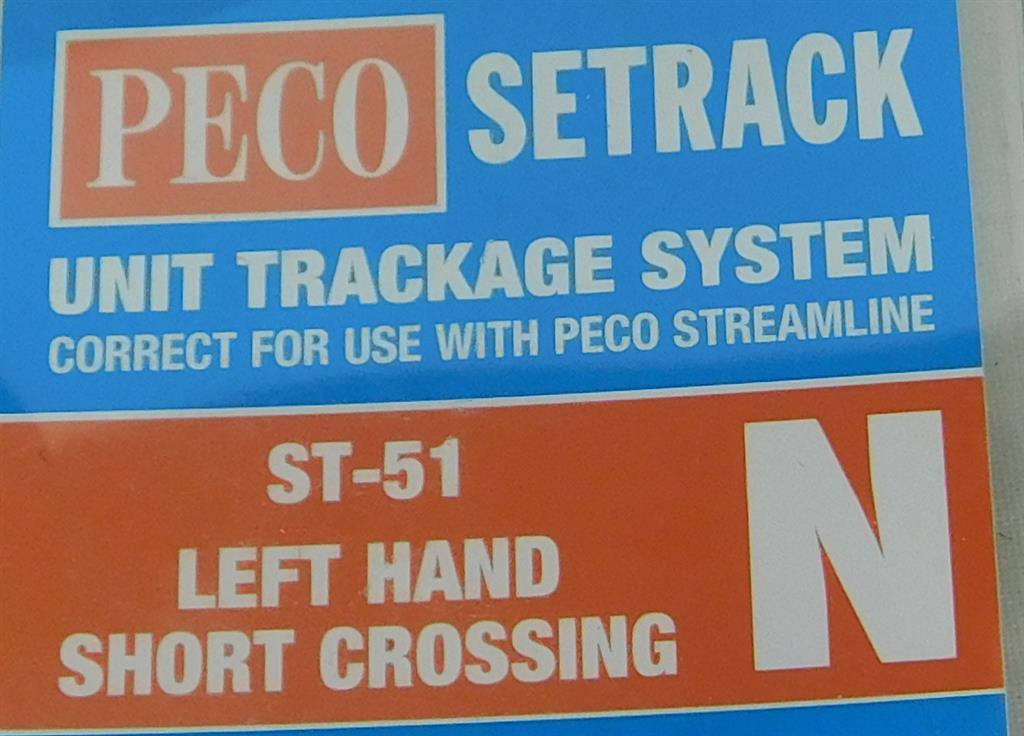 PECO SETRACK
UNIT TRACKAGE SYSTEM
CORRECT FOR USE WITH PECO STREAMLINE
ST-51
LEFT HAND
SHORT CROSSING
N